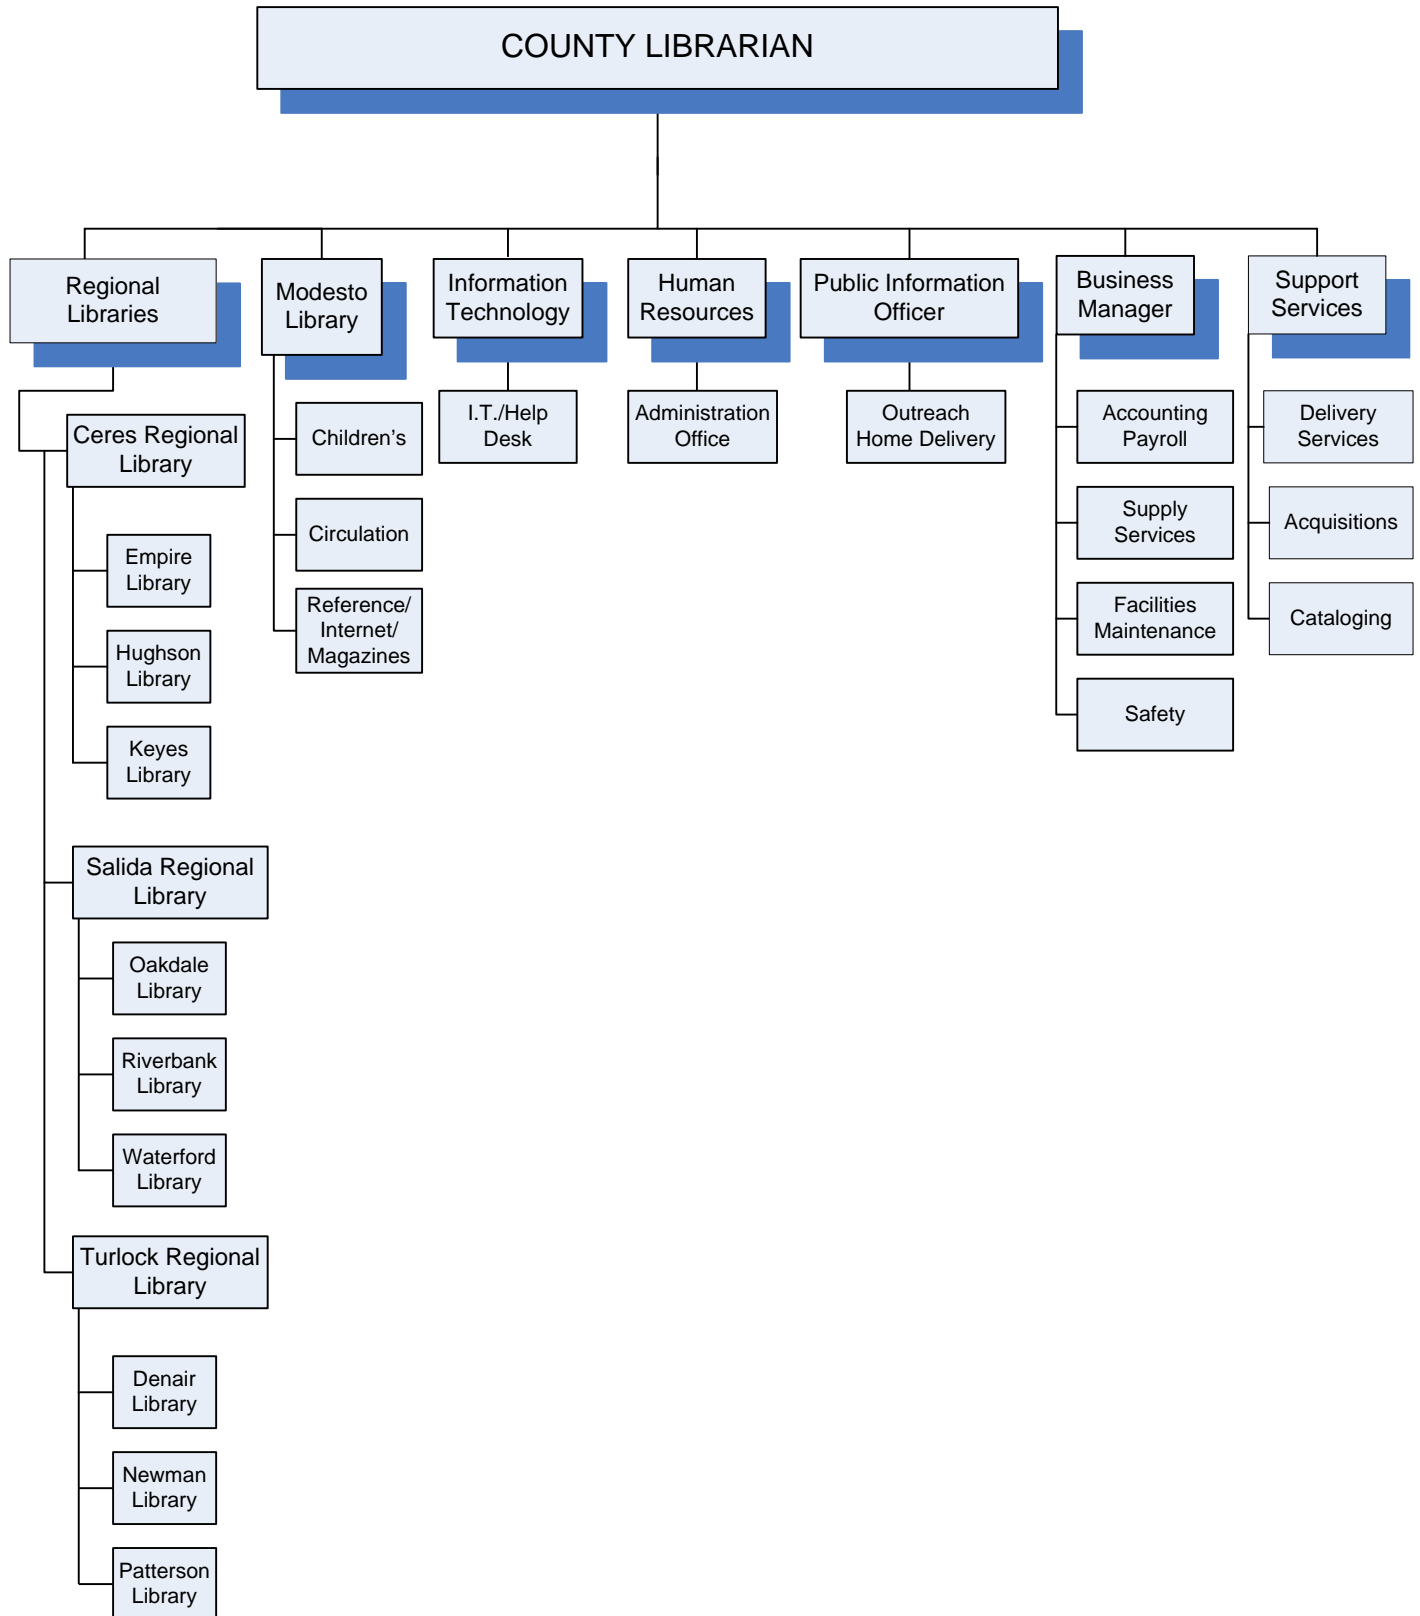 COUNTY LIBRARIAN
Regional
Libraries
Modesto
Library
Information
Technology
Human
Resources
Public Information
Officer
Business
Manager
Support
Services
Ceres Regional
Library
Empire
Library
Hughson
Library
Keyes
Library
Salida Regional
Library
Oakdale
Library
Riverbank
Library
Waterford
Library
Turlock Regional
Library
Denair
Library
Newman
Library
Patterson
Library
Children’s
Circulation
Reference/
Internet/
Magazines
I.T./Help
Desk
Administration
Office
Outreach
Home Delivery
Accounting
Payroll
Supply
Services
Facilities
Maintenance
Safety
Delivery
Services
Acquisitions
Cataloging